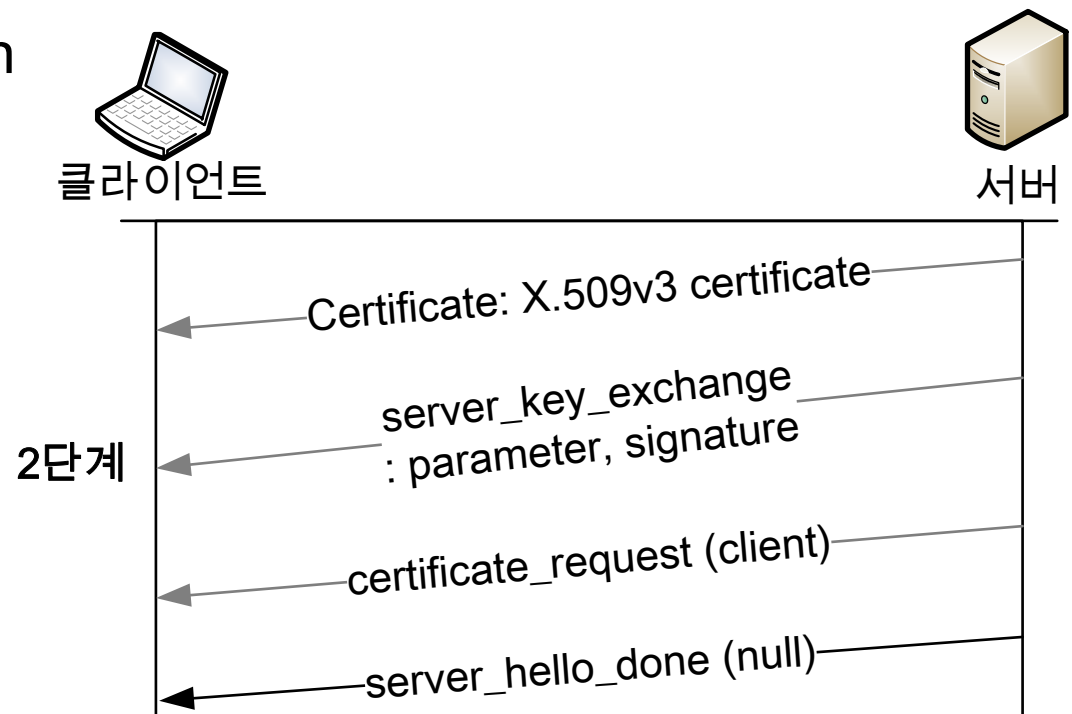 n
클라이언트
서버
Certificate: X.509v3 certificate
server_key_exchange
: parameter, signature
2단계
certificate_request (client)
server_hello_done (null)